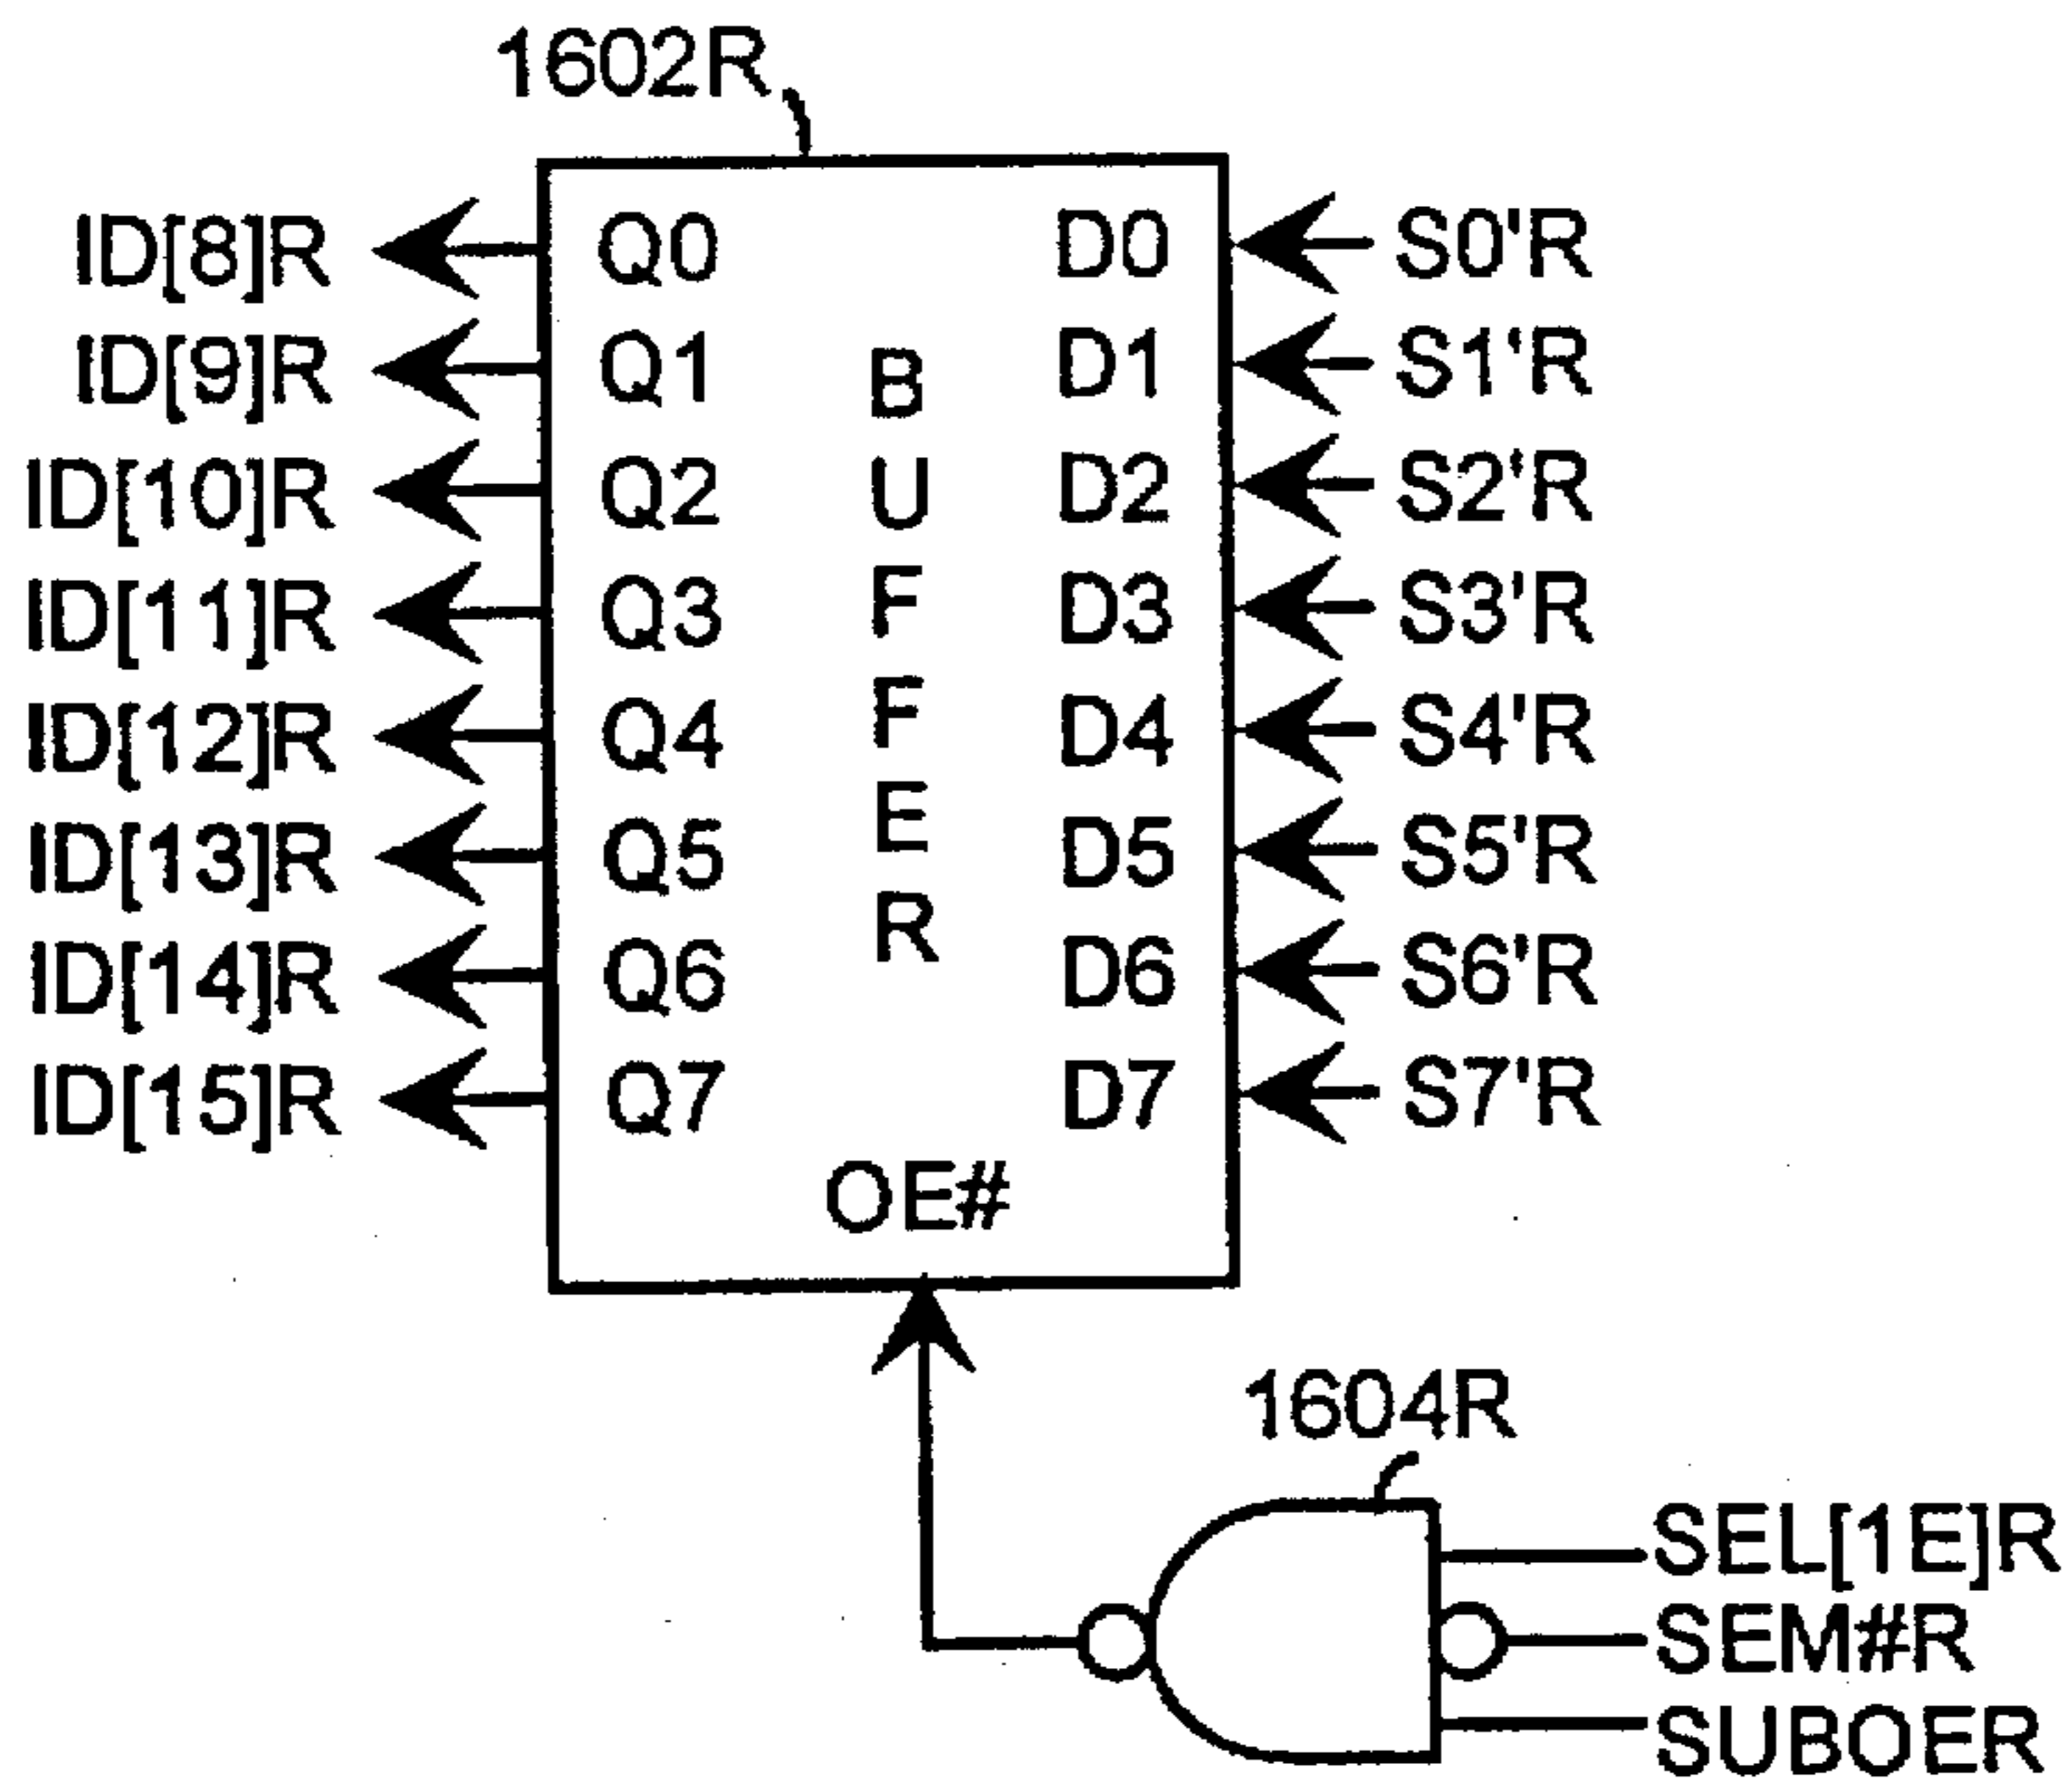 1602R
ID[8]R Q0 D0 S0'R
ID[9]R Q1 D1 S1'R
ID[10]R Q2 D2 S2'R
ID[11]R Q3 D3 S3'R
ID[12]R Q4 D4 S4'R
ID[13]R Q5 D5 S5'R
ID[14]R Q6 D6 S6'R
ID[15]R Q7 D7 S7'R
BUFFER
OE#
1604R
SEL[1E]R
SEM#R
SUBOER